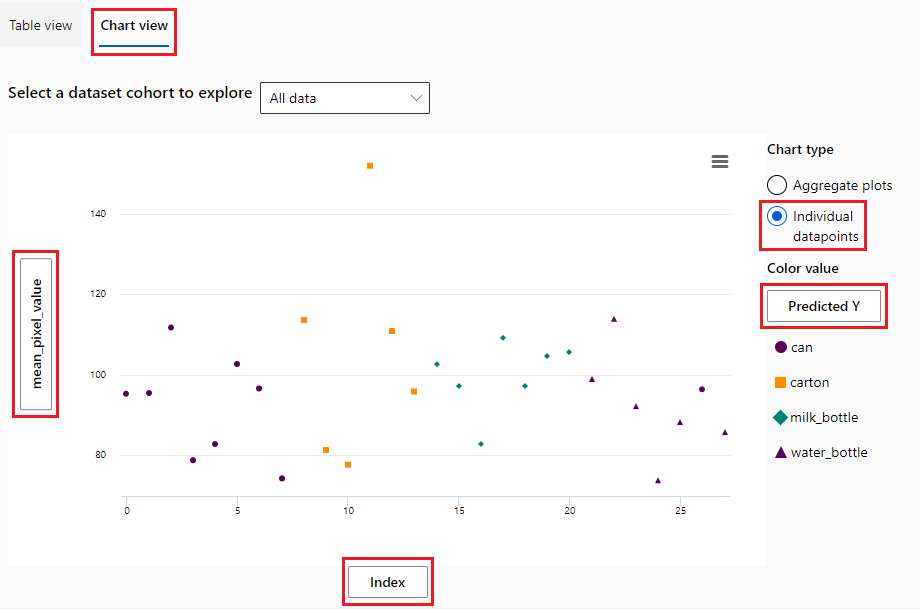 Table view
Chart view
Select a dataset cohort to explore
All data
Chart type
Aggregate plots
Individual
datapoints
Color value
Predicted Y
can
carton
milk_bottle
water_bottle
mean_pixel_value
140
120
100
80
0 5 10 15 20 25
Index